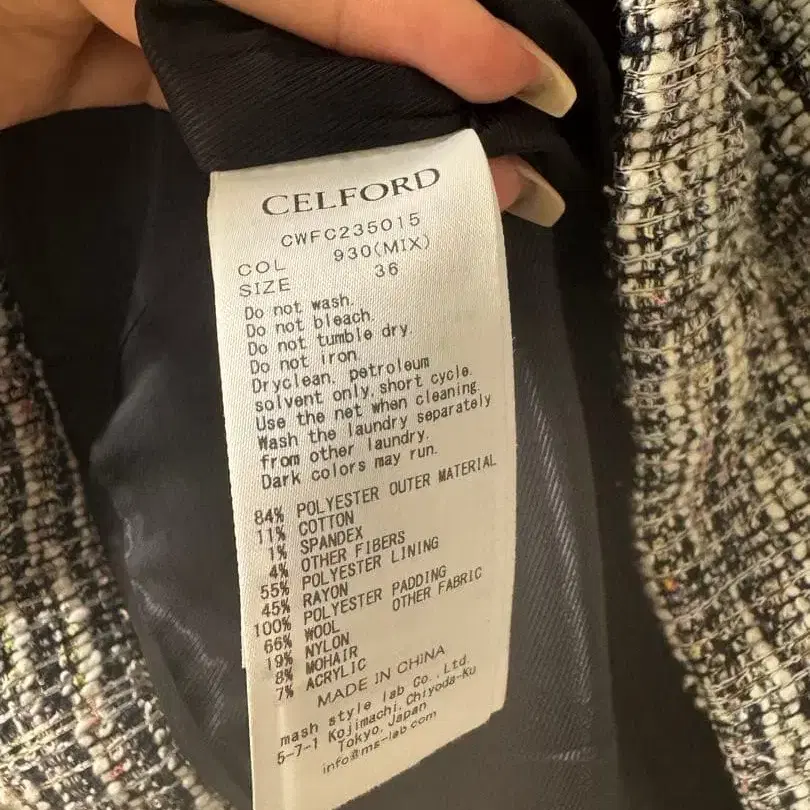 CELFORD
CWFC235015
COL 930(MIX)
SIZE 36
Do not wash.
Do not bleach.
Do not tumble dry.
Do not iron.
Dryclean, petroleum
solvent only,short cycle.
Use the net when cleaning.
Wash the laundry separately
from other laundry.
Dark colors may run.
84% POLYESTER OUTER MATERIAL
11% COTTON
1% SPANDEX
4% OTHER FIBERS
55% POLYESTER LINING
45% RAYON
100% POLYESTER PADDING
66% WOOL OTHER FABRIC
19% NYLON
8% MOHAIR
7% ACRYLIC
MADE IN CHINA
mash style lab Co.,Ltd.
5-7-1 Kojimachi,Chiyoda-Ku
Tokyo,Japan
info@ms-lab.com